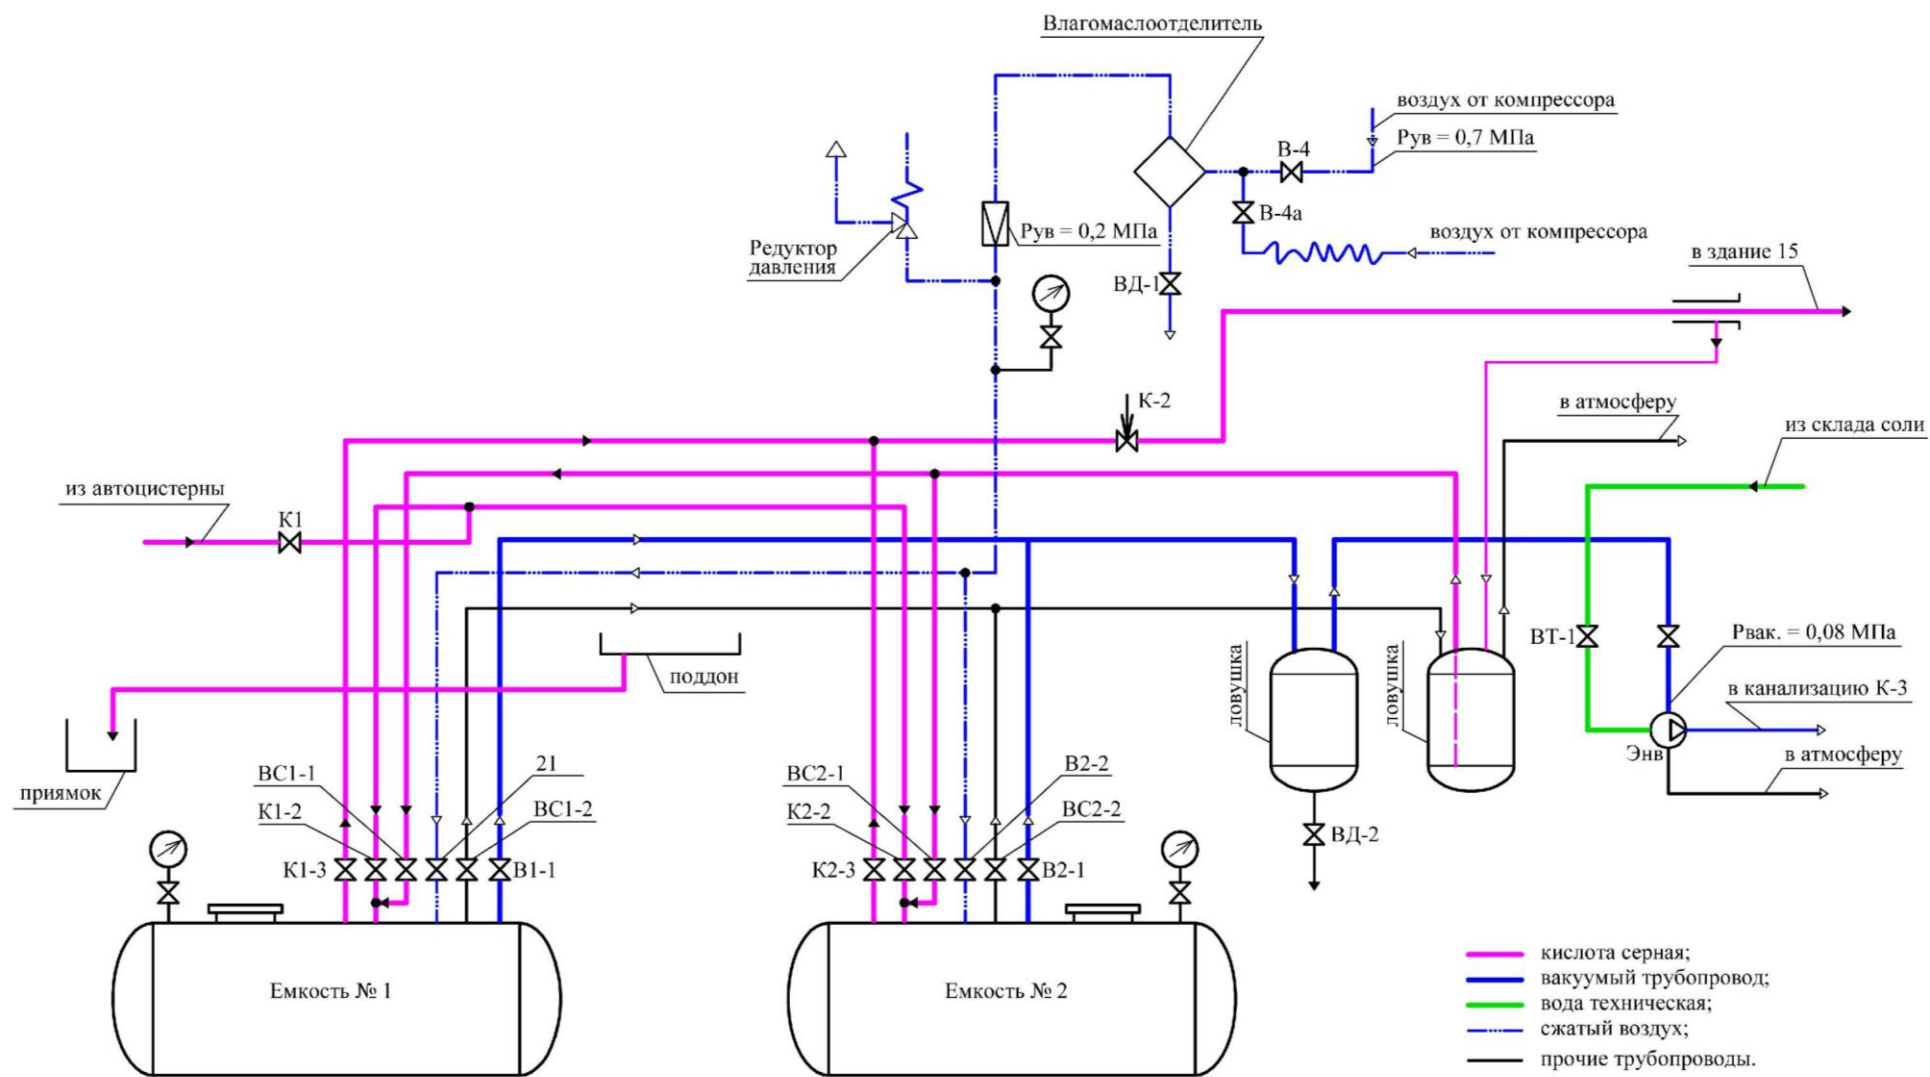 Влагомаслоотделитель
воздух от компрессора
Рув = 0,7 МПа
В-4
В-4а
воздух от компрессора
Рув = 0,2 МПа
Редуктор
давления
ВД-1
в здание 15
К-2
в атмосферу
из склада соли
из автоцистерны
К1
ВТ-1
Рвак. = 0,08 МПа
поддон
ловушка
ловушка
в канализацию К-3
Энв
в атмосферу
приямок
ВС1-1
21
К1-2
ВС1-2
К1-3
В1-1
ВС2-1
В2-2
К2-2
ВС2-2
К2-3
В2-1
ВД-2
Емкость № 1
Емкость № 2
кислота серная;
вакуумый трубопровод;
вода техническая;
сжатый воздух;
прочие трубопроводы.